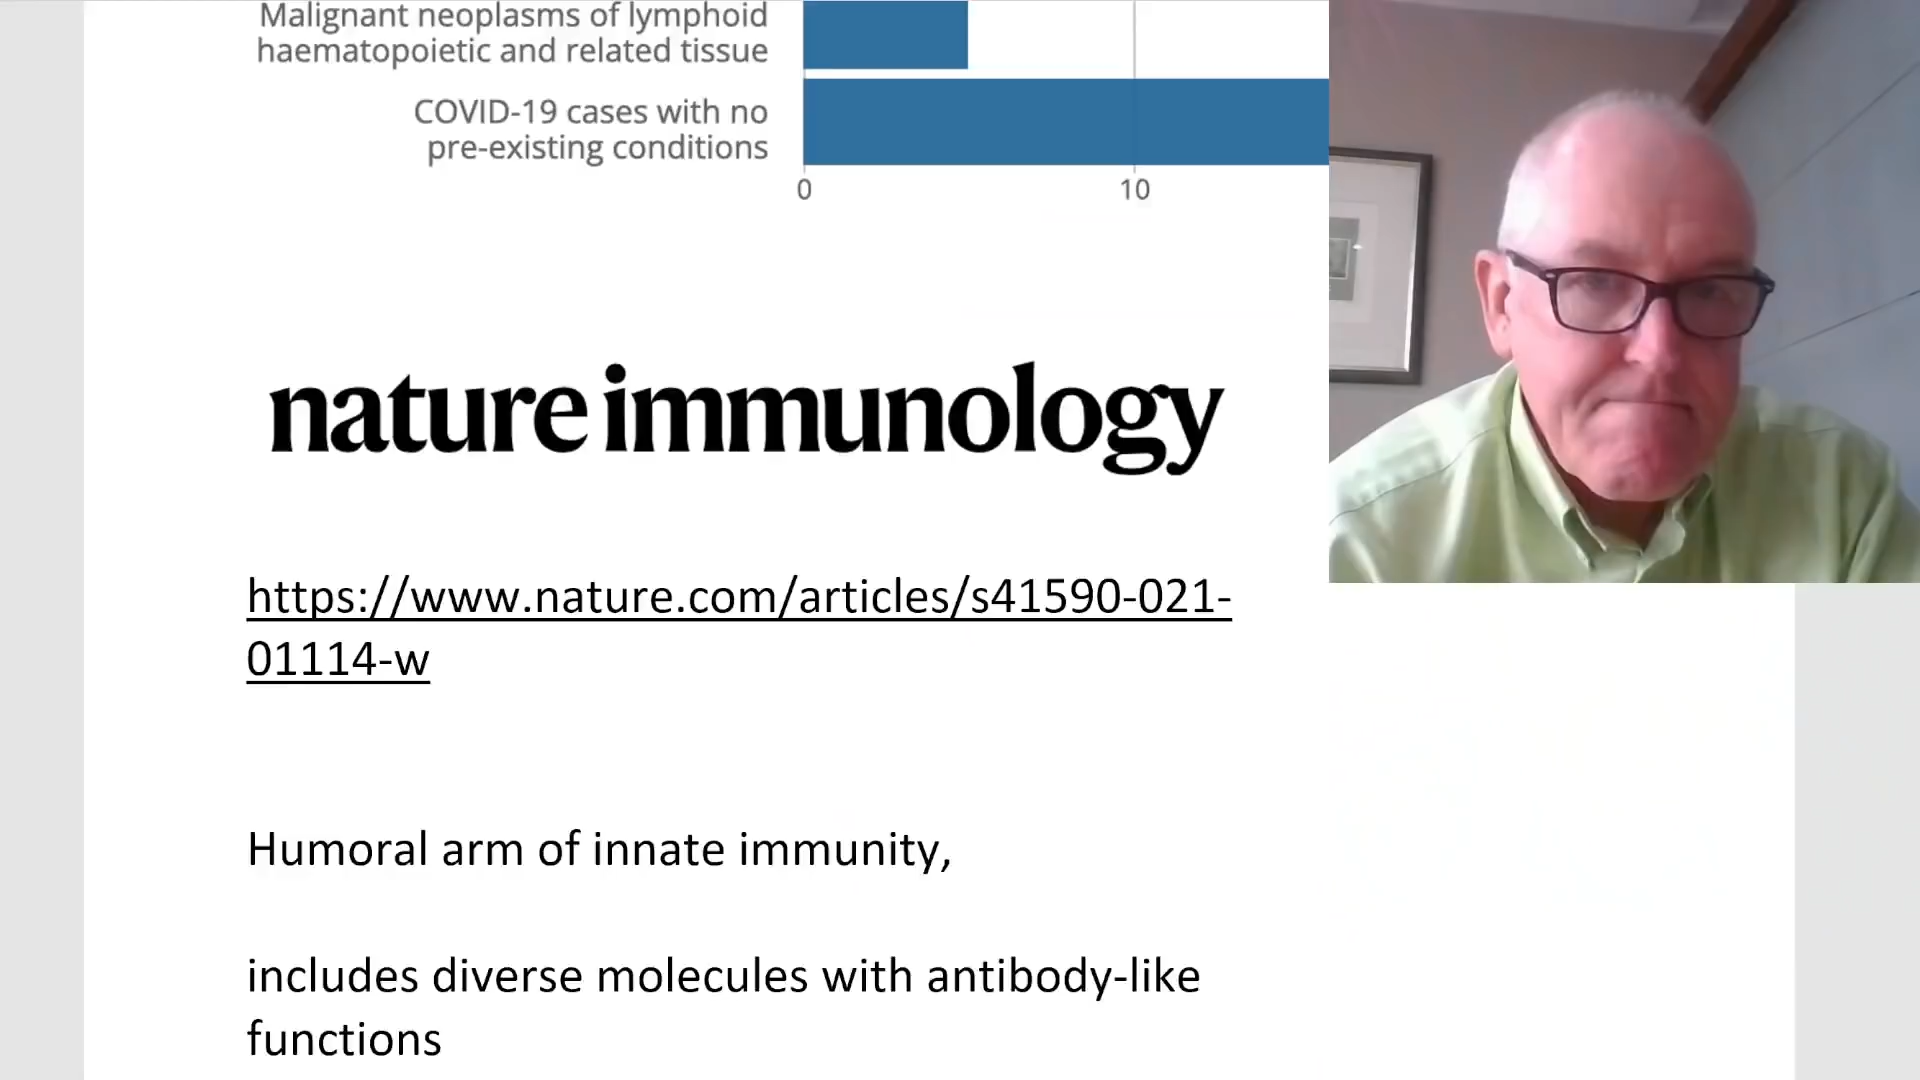 Malignant neoplasms of lymphoid
haematopoietic and related tissue
COVID-19 cases with no
pre-existing conditions
0
10
nature immunology
https://www.nature.com/articles/s41590-021-
01114-w
Humoral arm of innate immunity,
includes diverse molecules with antibody-like
functions